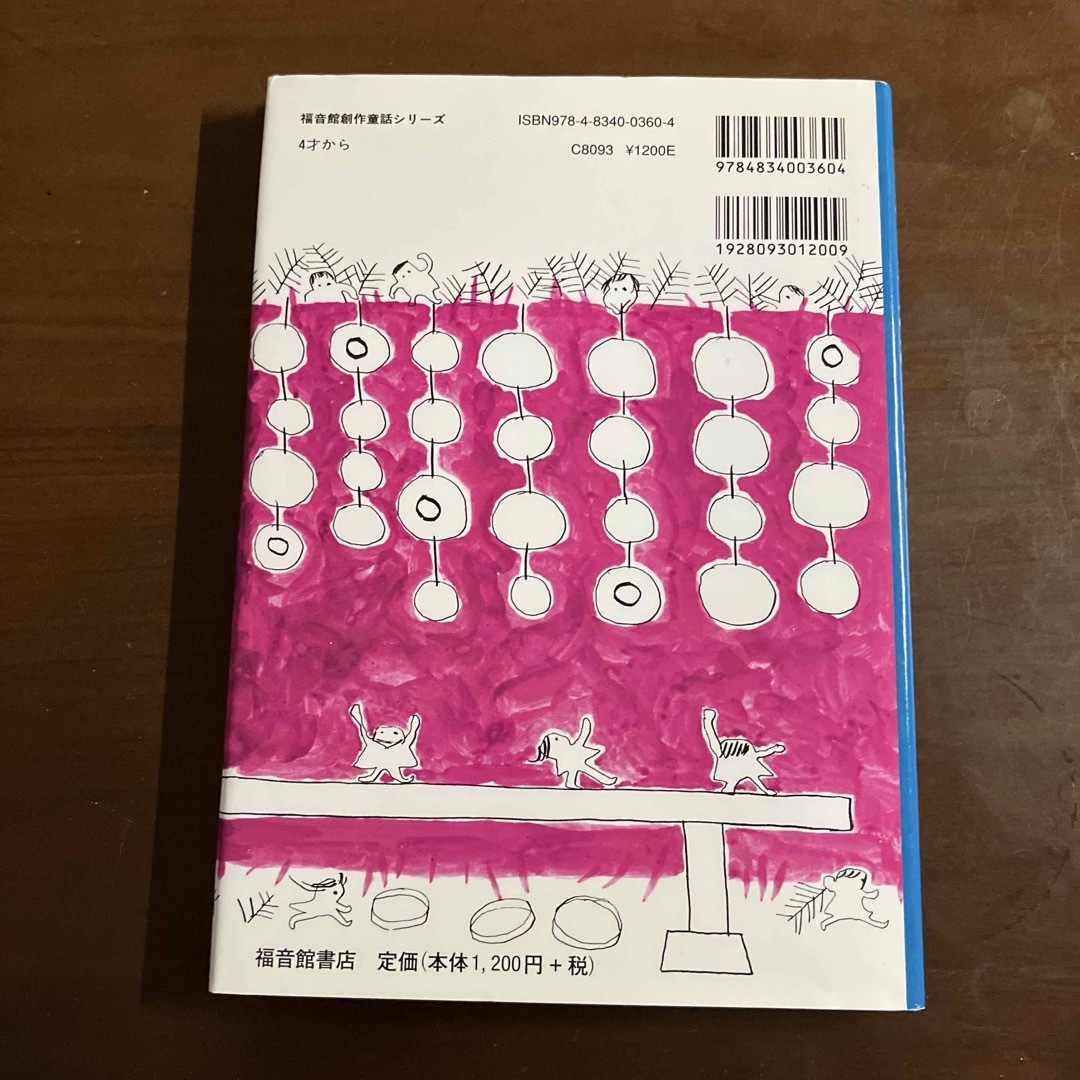 福音館創作童話シリーズ
4才から
ISBN978-4-8340-0360-4
C8093 ¥1200E
9784834003604
1928093012009
福音館書店 定価(本体1,200円+税)